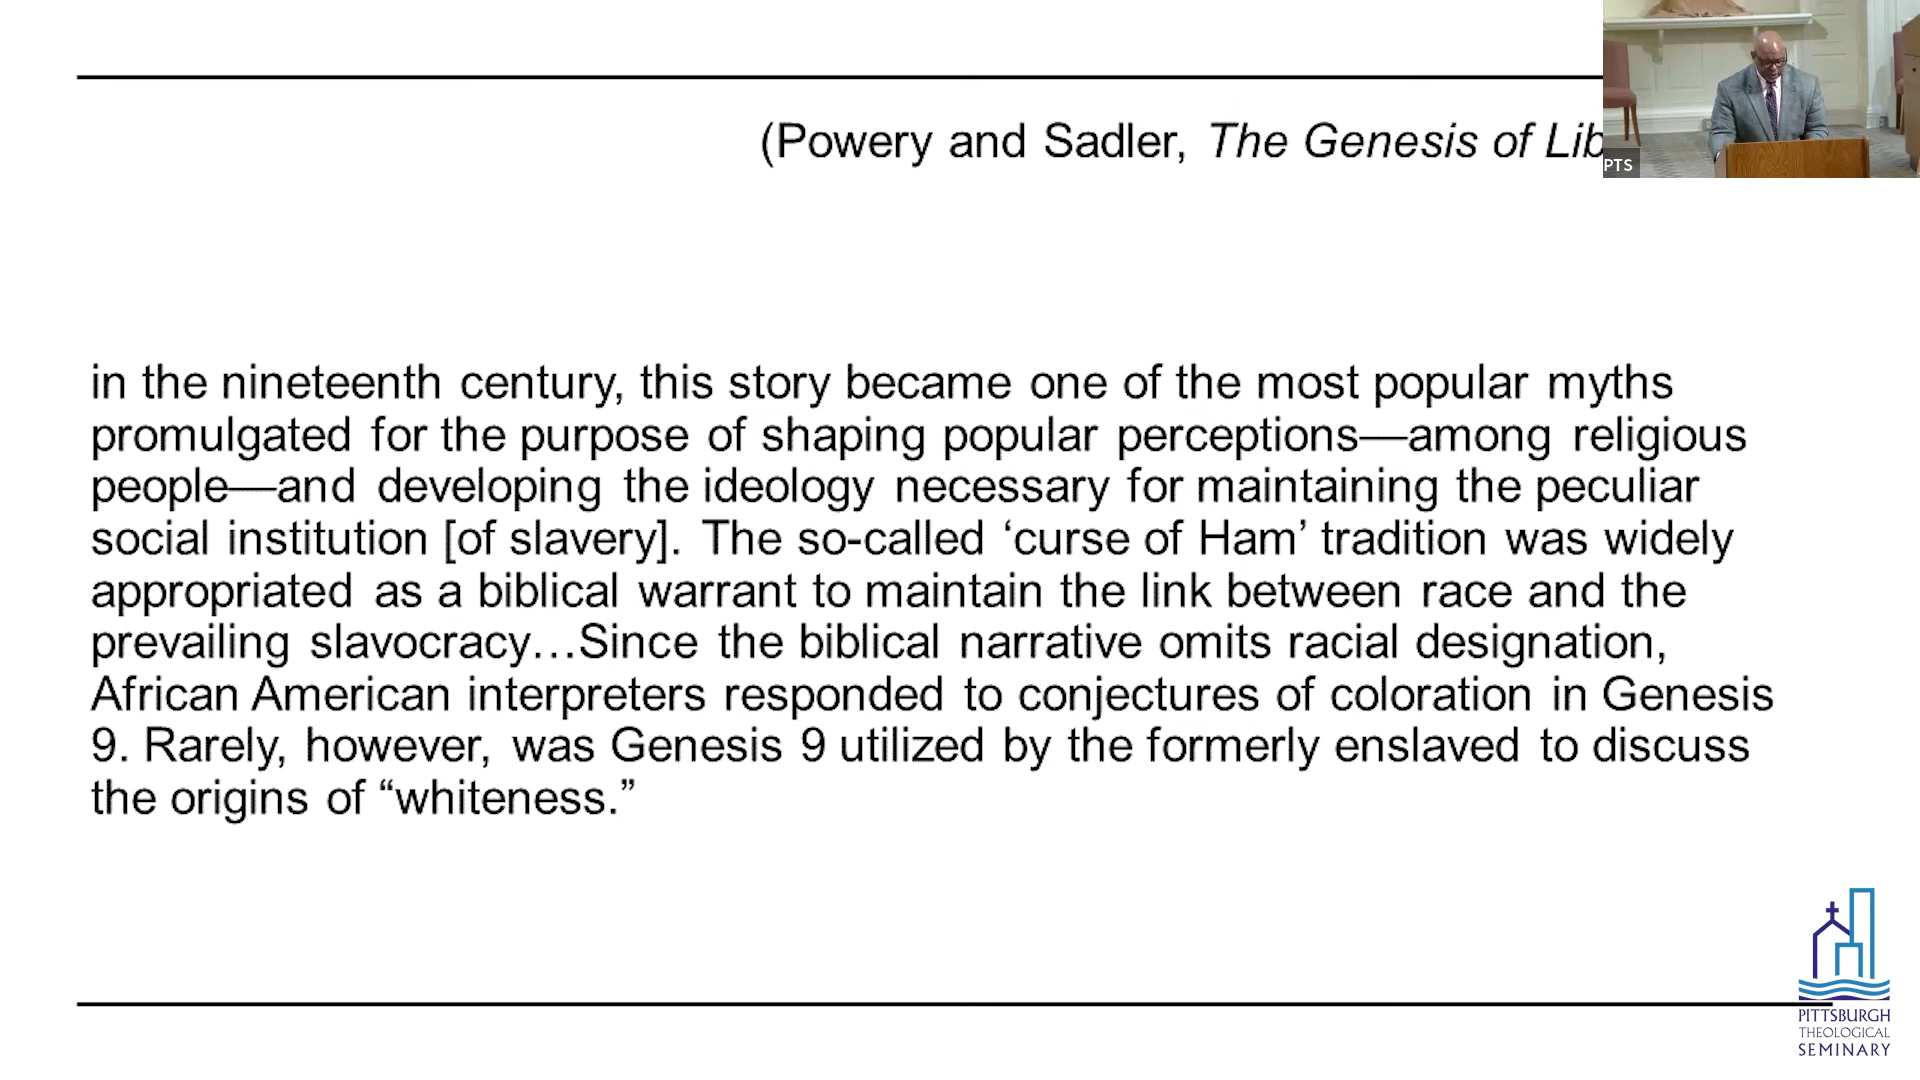 (Powery and Sadler, The Genesis of Lib
PTS
in the nineteenth century, this story became one of the most popular myths
promulgated for the purpose of shaping popular perceptions—among religious
people—and developing the ideology necessary for maintaining the peculiar
social institution [of slavery]. The so-called ‘curse of Ham’ tradition was widely
appropriated as a biblical warrant to maintain the link between race and the
prevailing slavocracy…Since the biblical narrative omits racial designation,
African American interpreters responded to conjectures of coloration in Genesis
9. Rarely, however, was Genesis 9 utilized by the formerly enslaved to discuss
the origins of “whiteness.”
PITTSBURGH
THEOLOGICAL
SEMINARY